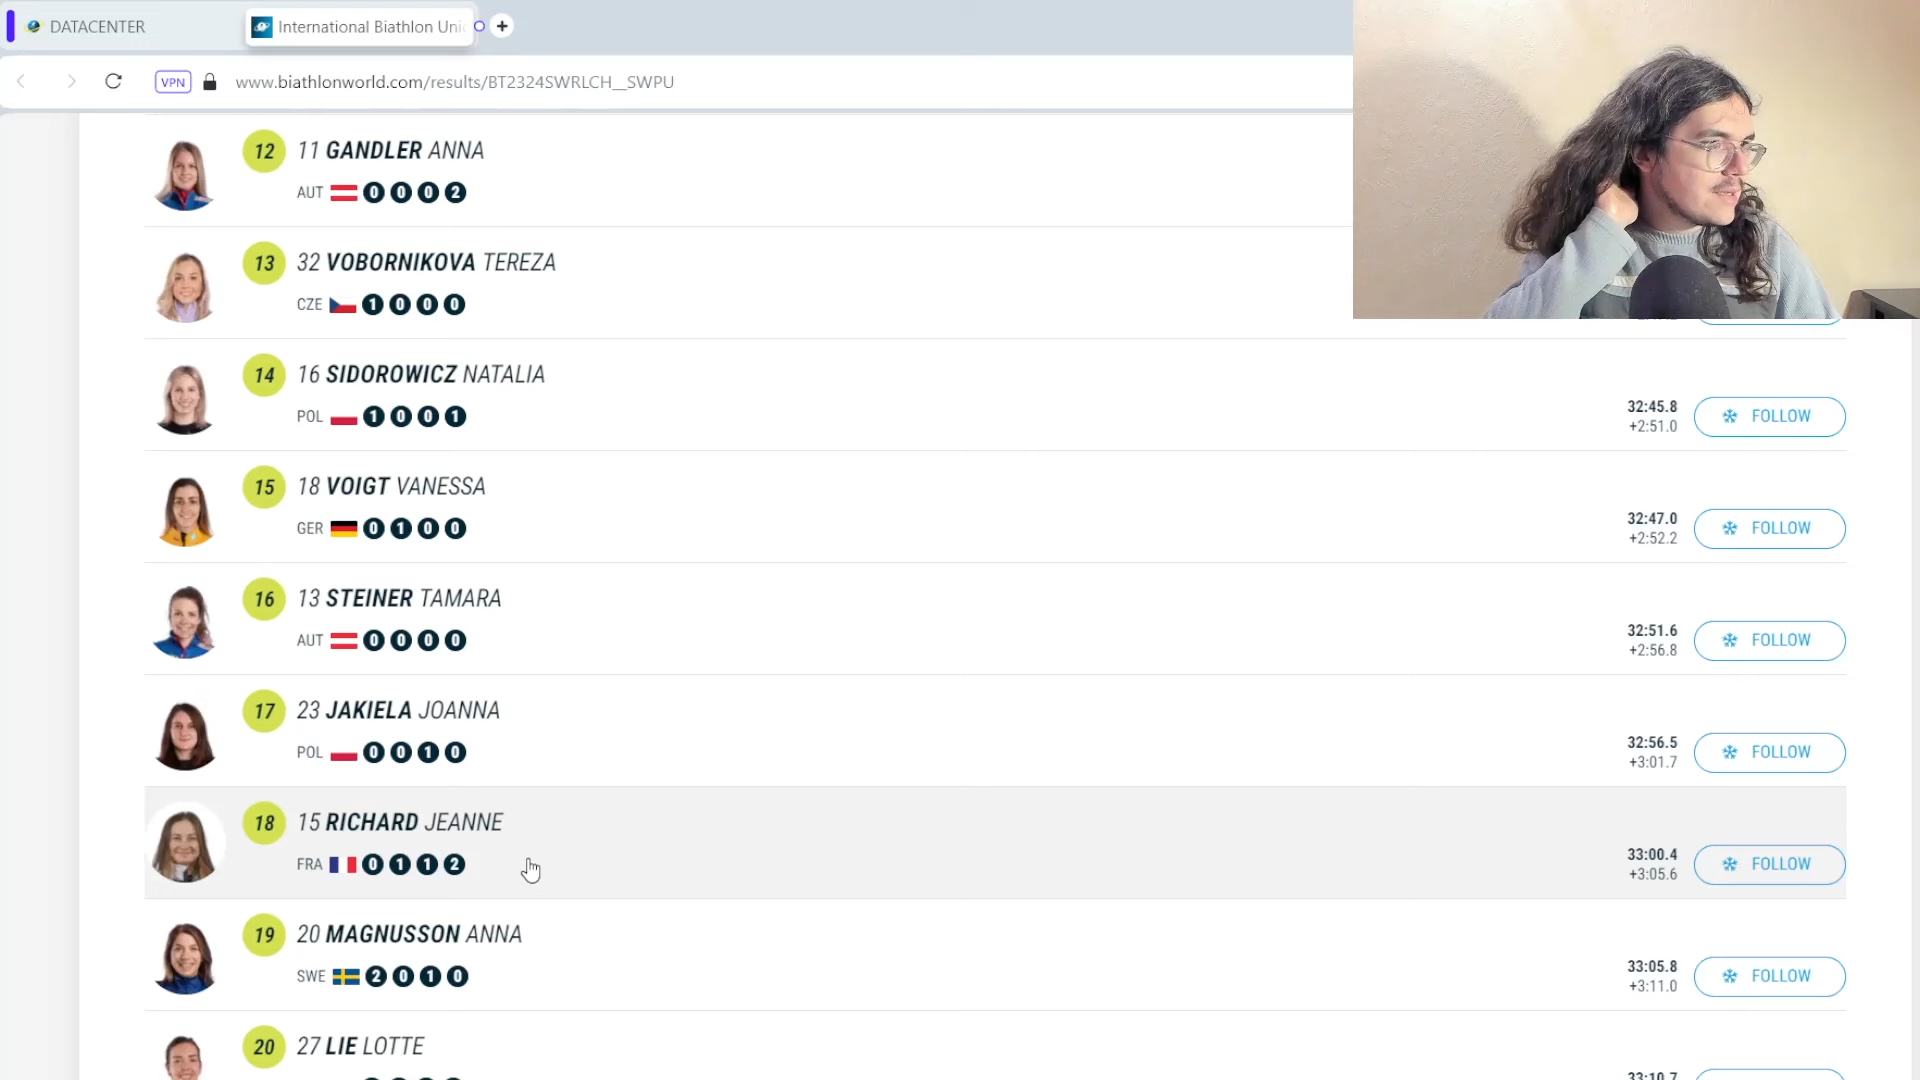 DATACENTER
International Biathlon Uni
VPN
www.biathlonworld.com/results/BT2324SWRLCH__SWPU
12 11 GANDLER ANNA
AUT 0 0 0 2
13 32 VOBORNIKOVA TEREZA
CZE 1 0 0 0
14 16 SIDOROWICZ NATALIA
POL 1 0 0 1
32:45.8
+2:51.0
FOLLOW
15 18 VOIGT VANESSA
GER 0 1 0 0
32:47.0
+2:52.2
FOLLOW
16 13 STEINER TAMARA
AUT 0 0 0 0
32:51.6
+2:56.8
FOLLOW
17 23 JAKIELA JOANNA
POL 0 0 1 0
32:56.5
+3:01.7
FOLLOW
18 15 RICHARD JEANNE
FRA 0 1 1 2
33:00.4
+3:05.6
FOLLOW
19 20 MAGNUSSON ANNA
SWE 2 0 1 0
33:05.8
+3:11.0
FOLLOW
20 27 LIE LOTTE
33:10.7